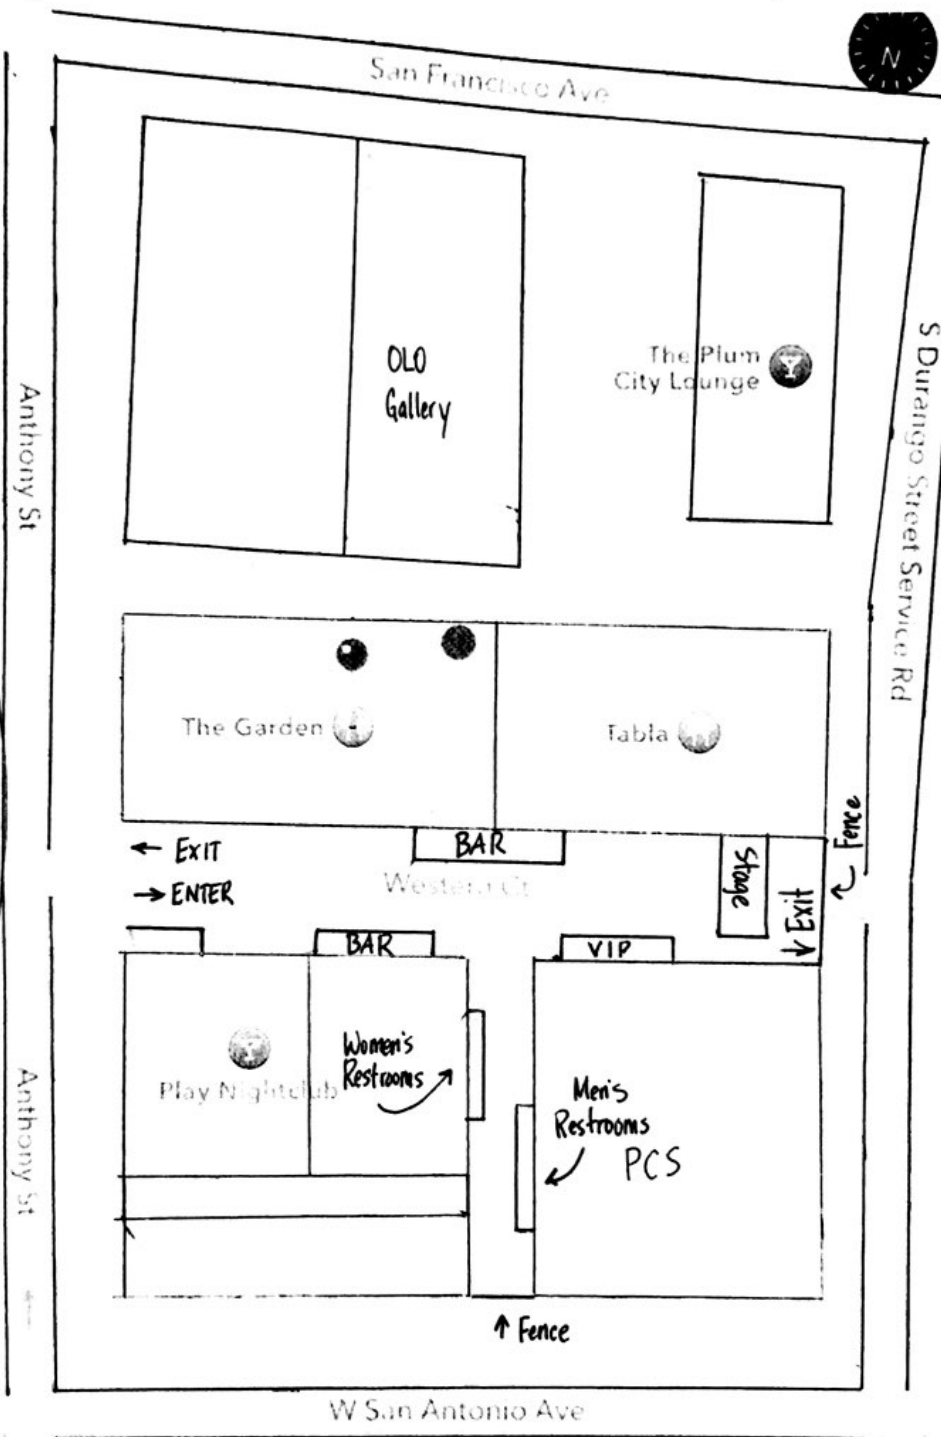 N
San Francisco Ave
OLO
Gallery
The Plum
City Lounge
Anthony St
S Durango Street Service Rd
The Garden
Tabla
← EXIT
→ ENTER
BAR
Western Ct
Stage
Exit
Fence
BAR
VIP
Women's
Restrooms
Play Nightclub
Men's
Restrooms
PCS
Anthony St
↑ Fence
W San Antonio Ave